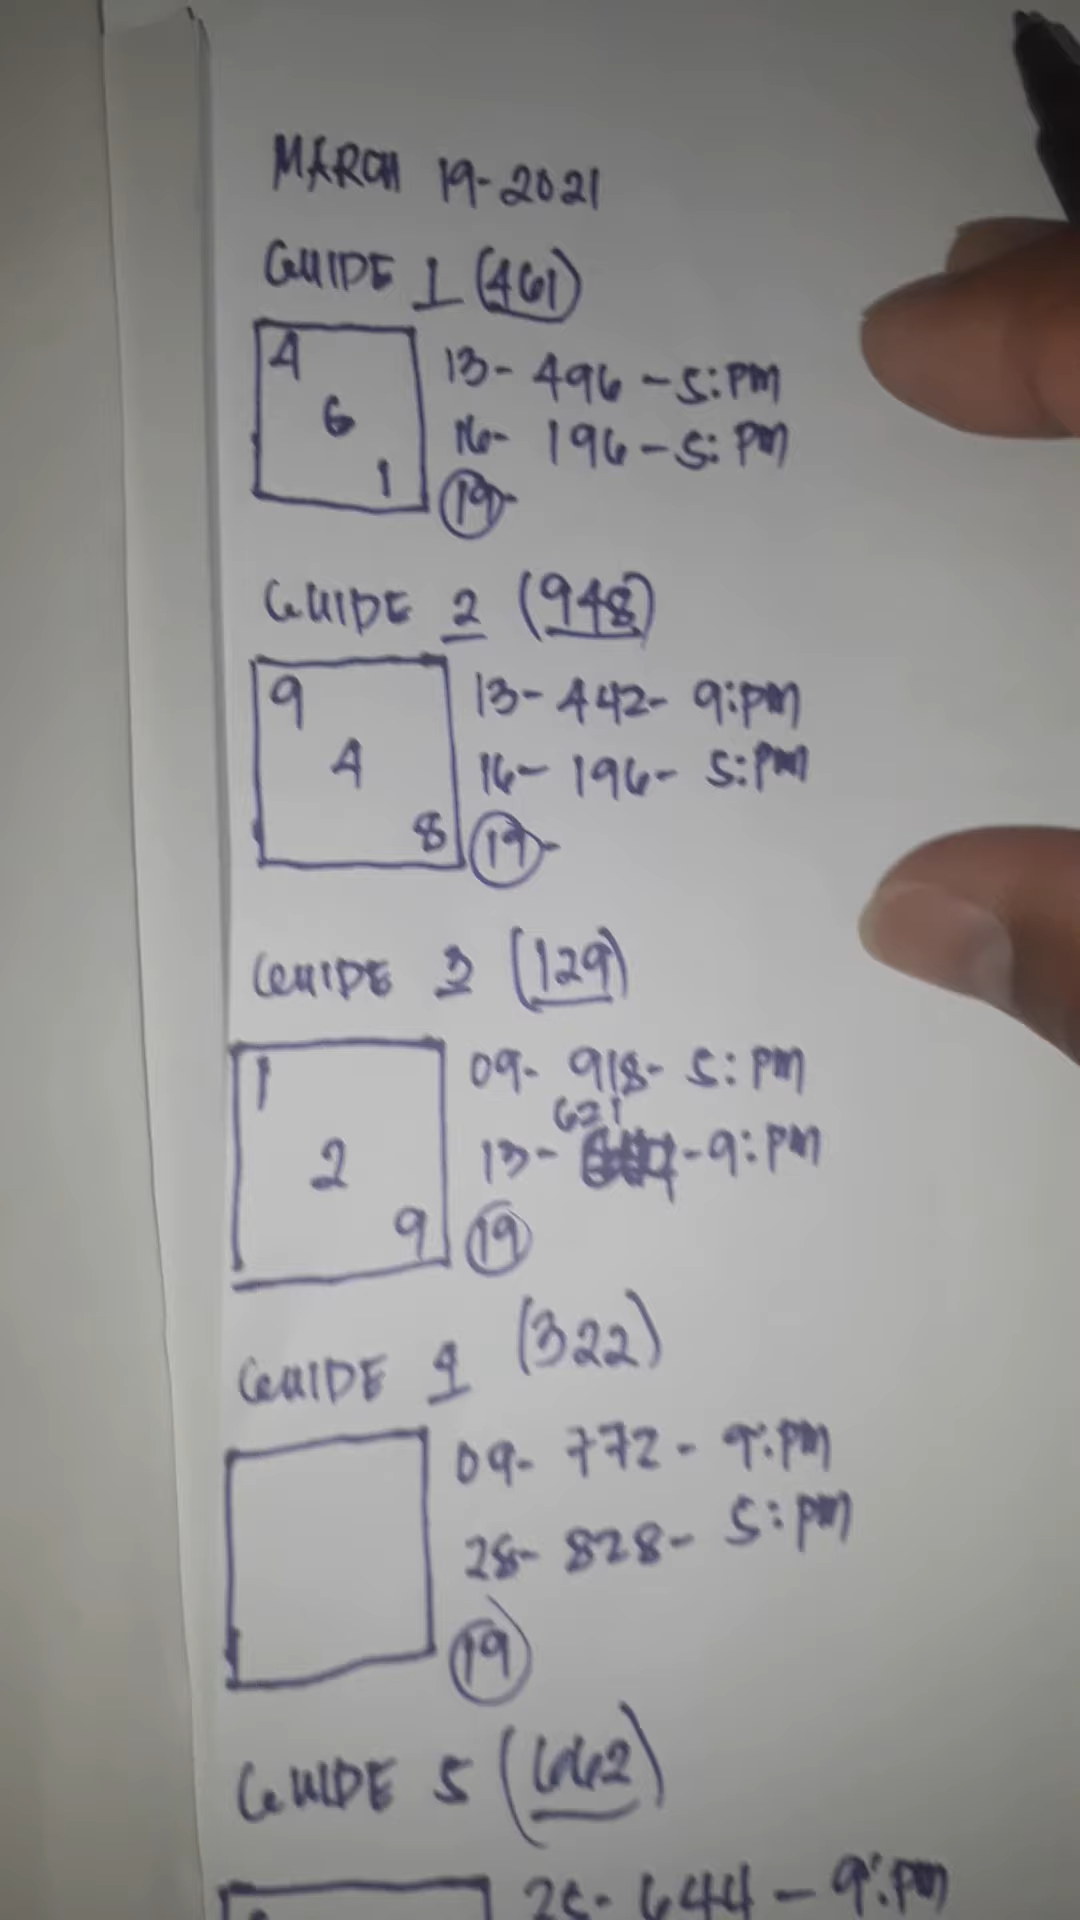 MARCH 19-2021
GUIDE 1 (461)
4
6
1
13- 496 - 5:PM
16- 196 - 5:PM
19-
GUIDE 2 (948)
9
4
8
13- 442- 9:PM
16- 196- 5:PM
19-
GUIDE 3 (129)
1
2
9
09- 918- 5:PM
621
13- -9:PM
19
GUIDE 4 (322)
09- 772- 9:PM
28- 828- 5:PM
19
GUIDE 5 (662)
644 - 9:PM